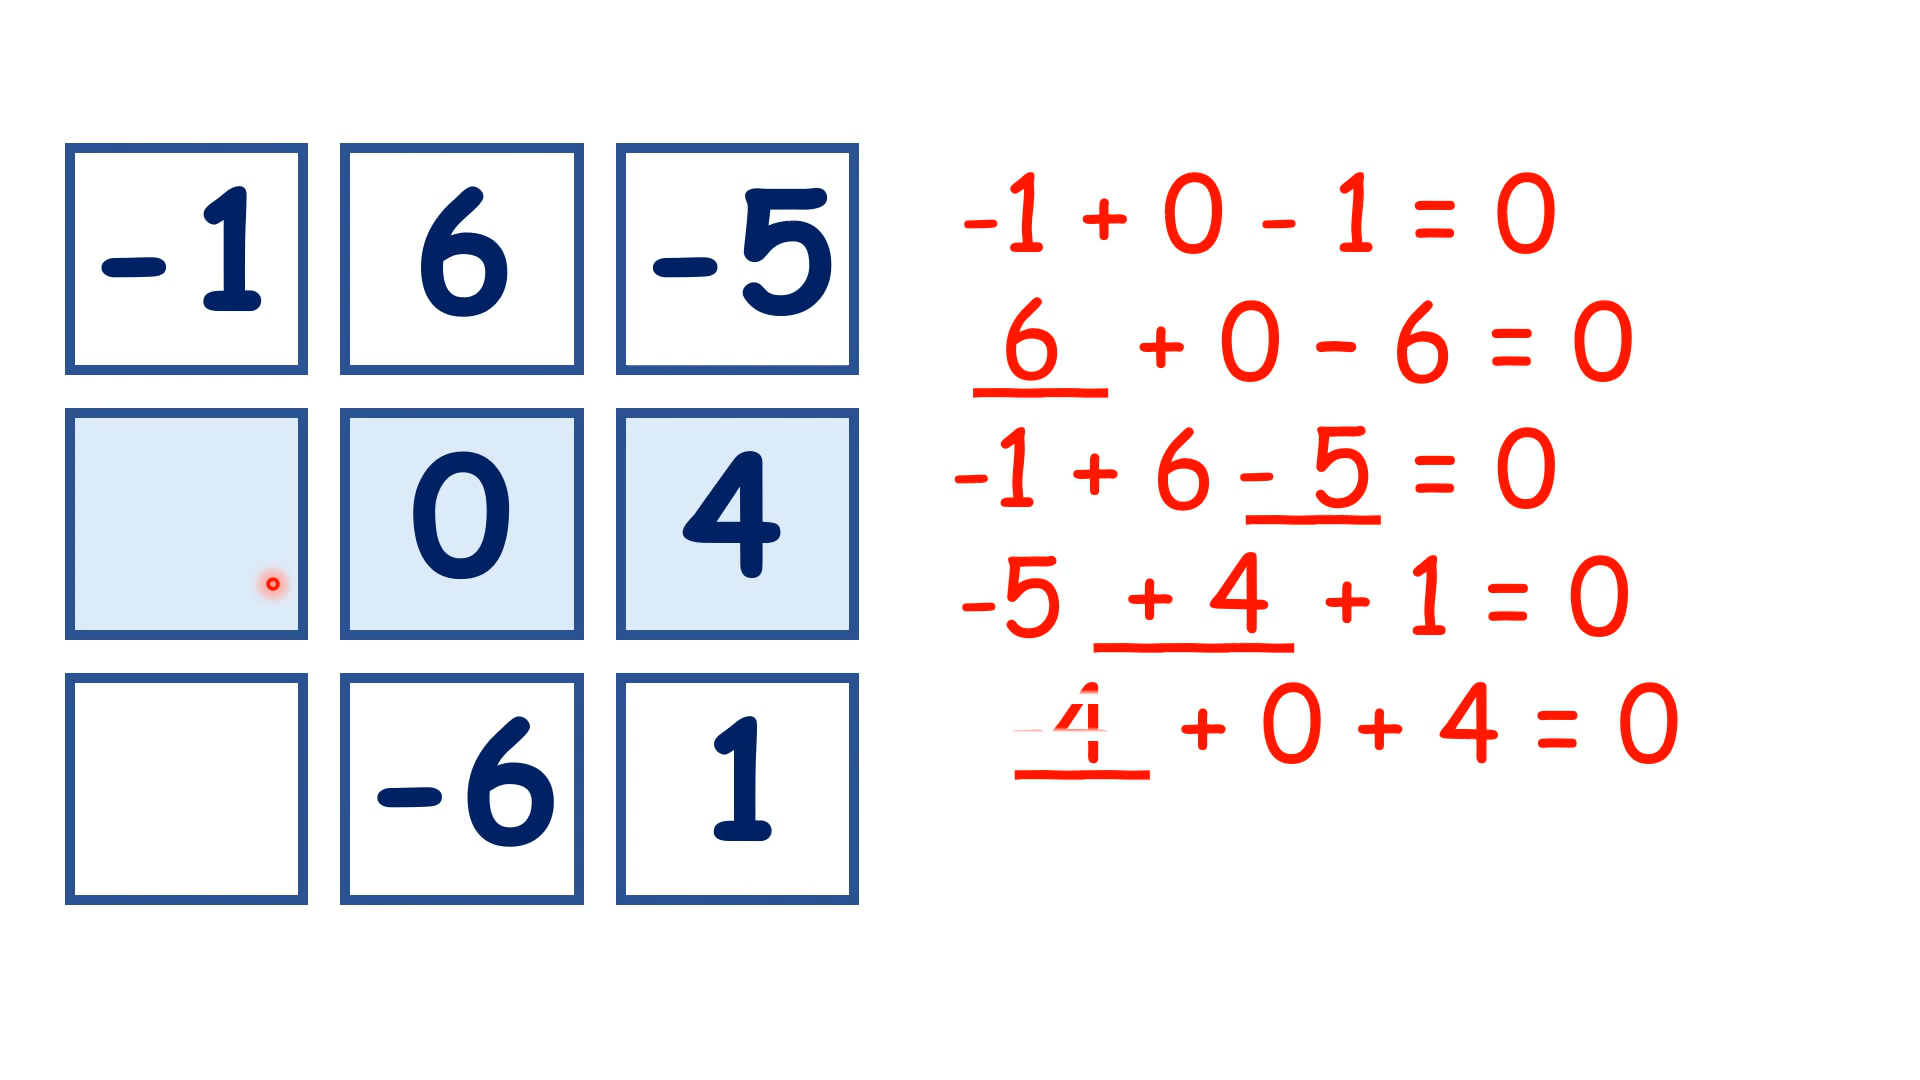 -1 6 -5
0 4
-6 1
-1 + 0 - 1 = 0
6 + 0 - 6 = 0
-1 + 6 - 5 = 0
-5 + 4 + 1 = 0
-4 + 0 + 4 = 0